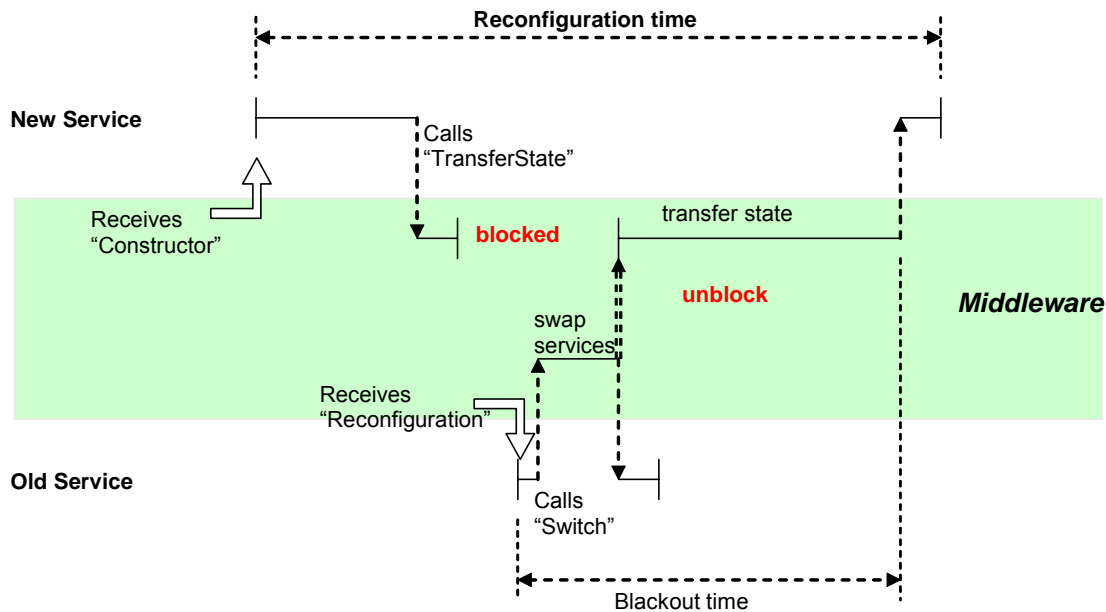 Reconfiguration time
New Service
Calls
“TransferState”
Receives
“Constructor”
blocked
transfer state
unblock
Middleware
swap
services
Receives
“Reconfiguration”
Old Service
Calls
“Switch”
Blackout time